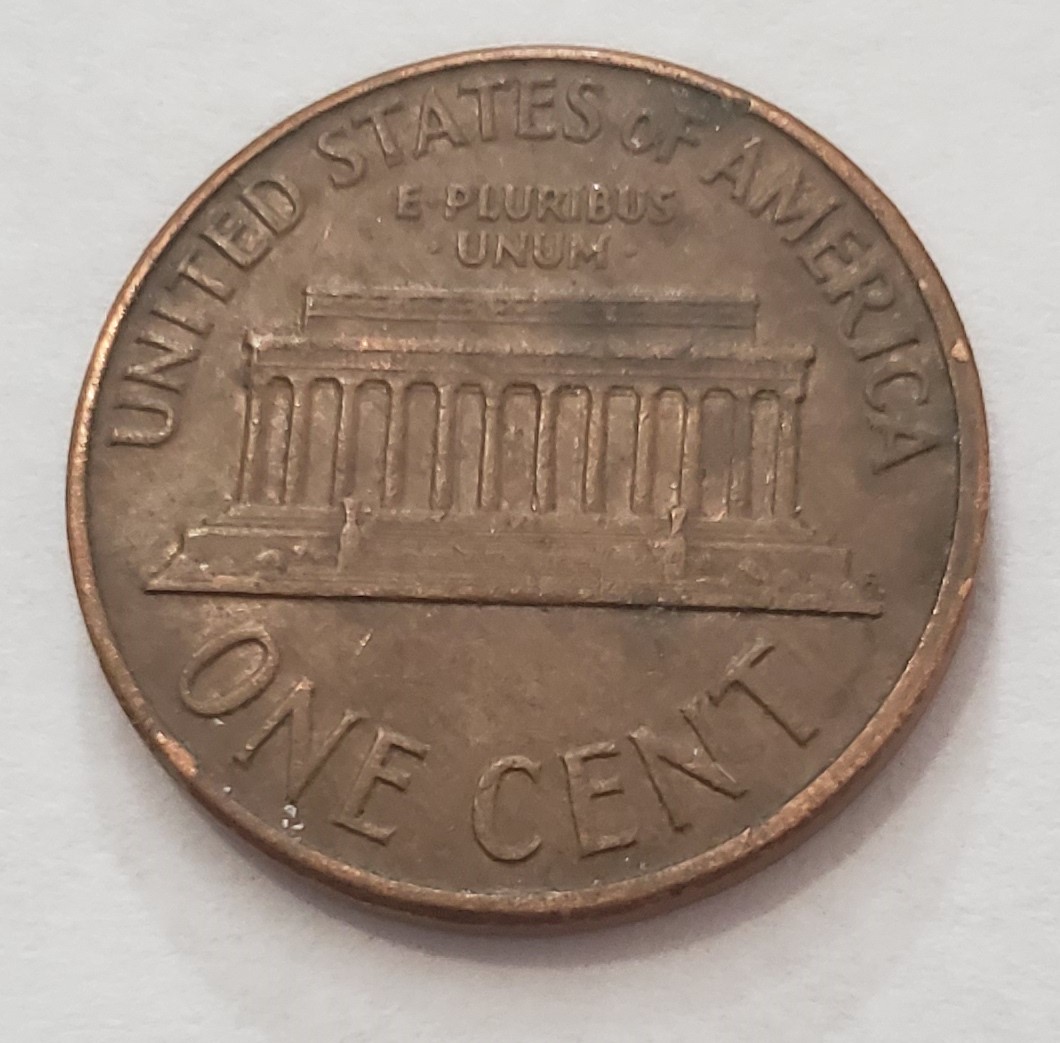 UNITED STATES OF AMERICA
E·PLURIBUS
·UNUM·
ONE CENT